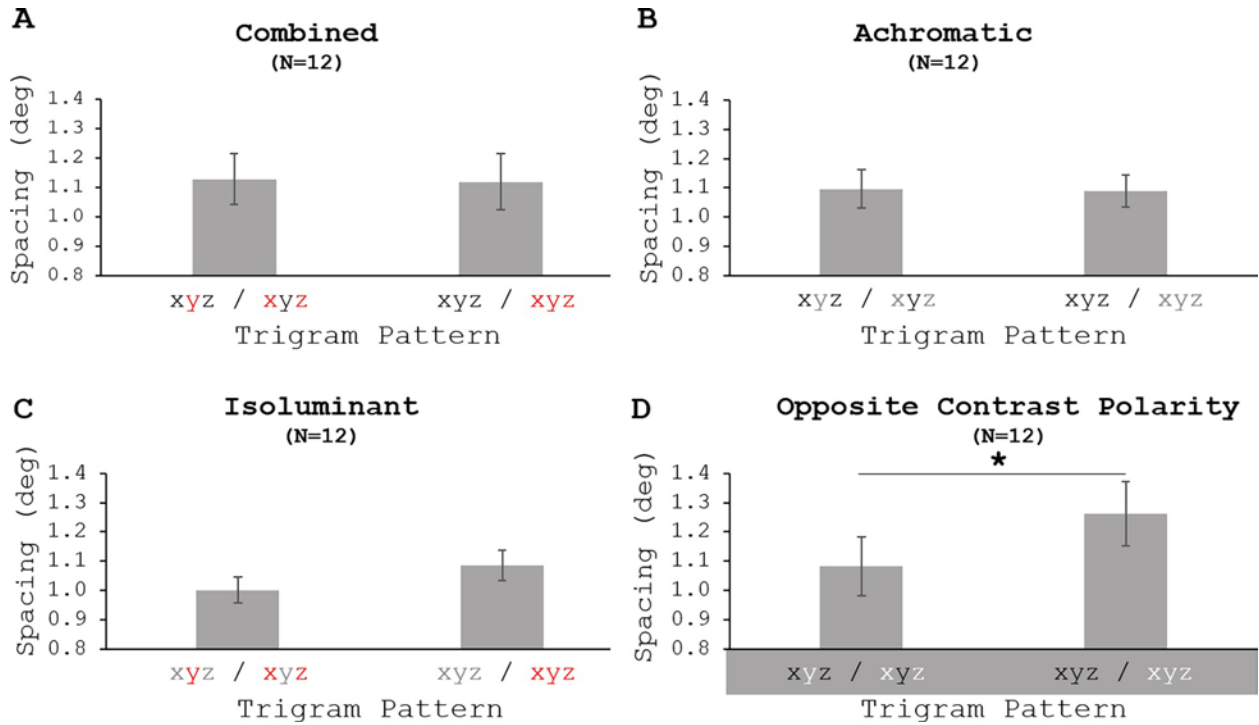 A
Combined
(N=12)
Spacing (deg)
1.4
1.3
1.2
1.1
1.0
0.9
0.8
xyz / xyz
xyz / xyz
Trigram Pattern
B
Achromatic
(N=12)
Spacing (deg)
1.4
1.3
1.2
1.1
1.0
0.9
0.8
xyz / xyz
xyz / xyz
Trigram Pattern
C
Isoluminant
(N=12)
Spacing (deg)
1.4
1.3
1.2
1.1
1.0
0.9
0.8
xyz / xyz
xyz / xyz
Trigram Pattern
D
Opposite Contrast Polarity
(N=12)
*
Spacing (deg)
1.4
1.3
1.2
1.1
1.0
0.9
0.8
xyz / xyz
xyz / xyz
Trigram Pattern